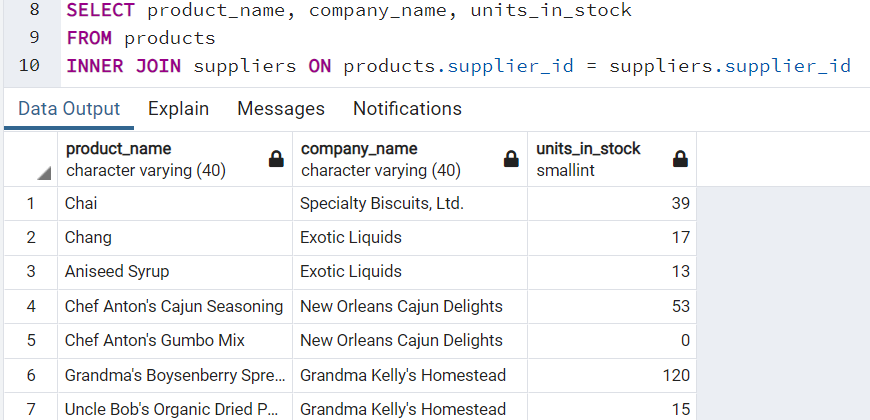 8 SELECT product_name, company_name, units_in_stock
9 FROM products
10 INNER JOIN suppliers ON products.supplier_id = suppliers.supplier_id
Data Output Explain Messages Notifications
product_name company_name units_in_stock
character varying (40) character varying (40) smallint
1 Chai Specialty Biscuits, Ltd. 39
2 Chang Exotic Liquids 17
3 Aniseed Syrup Exotic Liquids 13
4 Chef Anton's Cajun Seasoning New Orleans Cajun Delights 53
5 Chef Anton's Gumbo Mix New Orleans Cajun Delights 0
6 Grandma's Boysenberry Spre... Grandma Kelly's Homestead 120
7 Uncle Bob's Organic Dried P... Grandma Kelly's Homestead 15